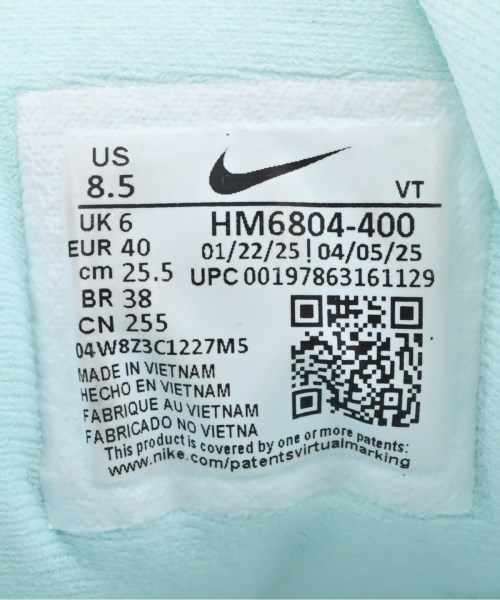 US
8.5
VT
UK 6
HM6804-400
EUR 40
01/22/25 | 04/05/25
cm 25.5
UPC 00197863161129
BR 38
CN 255
04W8Z3C1227M5
MADE IN VIETNAM
HECHO EN VIETNAM
FABRIQUE AU VIETNAM
FABRICADO NO VIETNA
This product is covered by one or more patents:
www.nike.com/patentsvirtualmarking